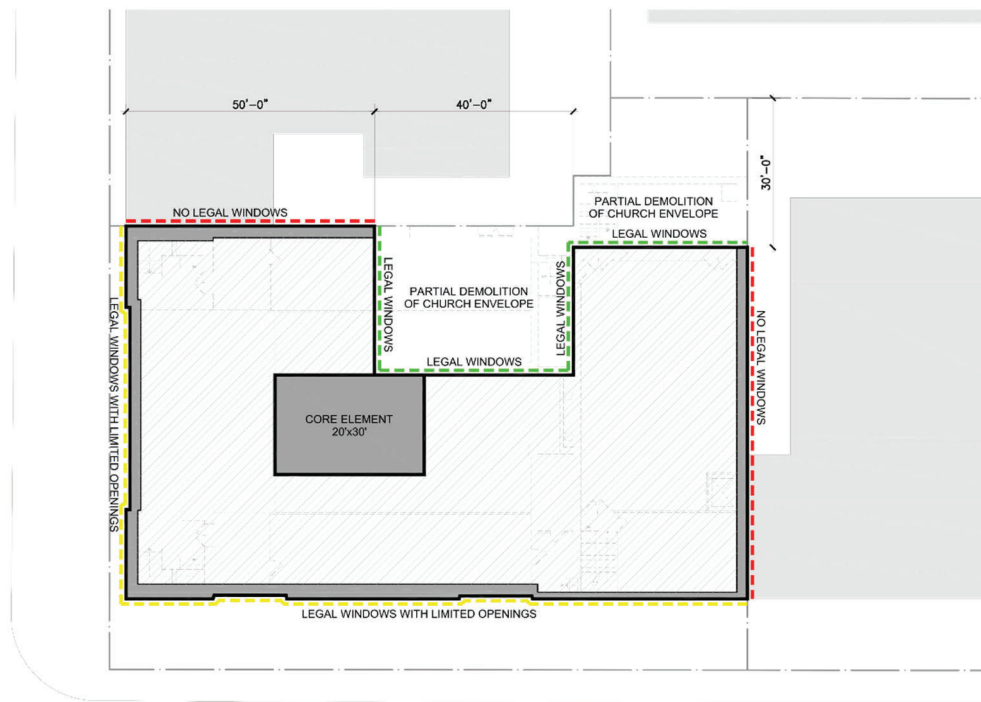 50'-0"
40'-0"
30'-0"
NO LEGAL WINDOWS
PARTIAL DEMOLITION
OF CHURCH ENVELOPE
LEGAL WINDOWS
LEGAL WINDOWS
PARTIAL DEMOLITION
OF CHURCH ENVELOPE
LEGAL WINDOWS
LEGAL WINDOWS
LEGAL WINDOWS WITH LIMITED OPENINGS
NO LEGAL WINDOWS
CORE ELEMENT
20'x30'
LEGAL WINDOWS WITH LIMITED OPENINGS